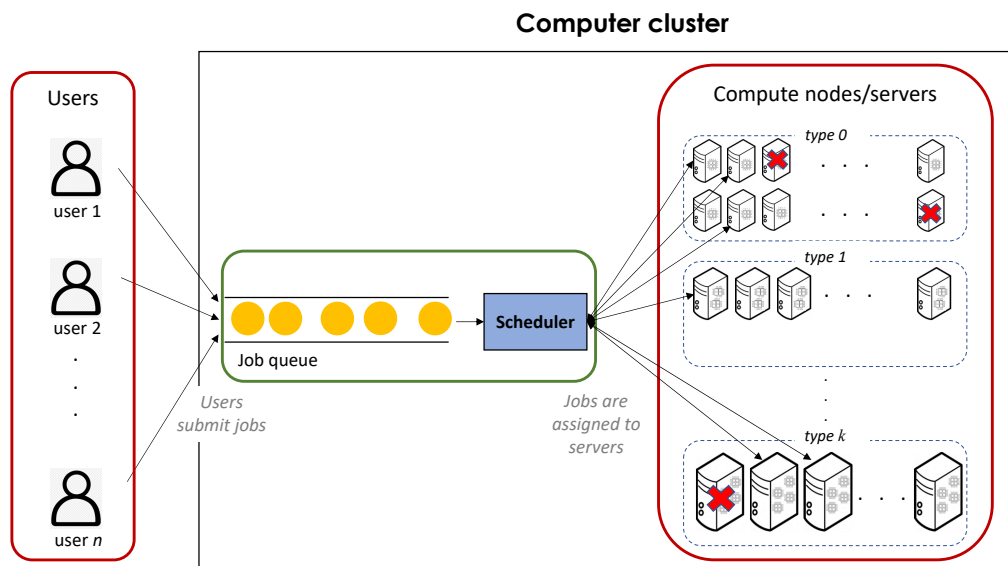 Computer cluster
Users
user 1
user 2
.
.
.
user n
Job queue
Scheduler
Users
submit jobs
Jobs are
assigned to
servers
Compute nodes/servers
type 0
. . .
. . .
type 1
. . .
.
.
.
type k
. . .